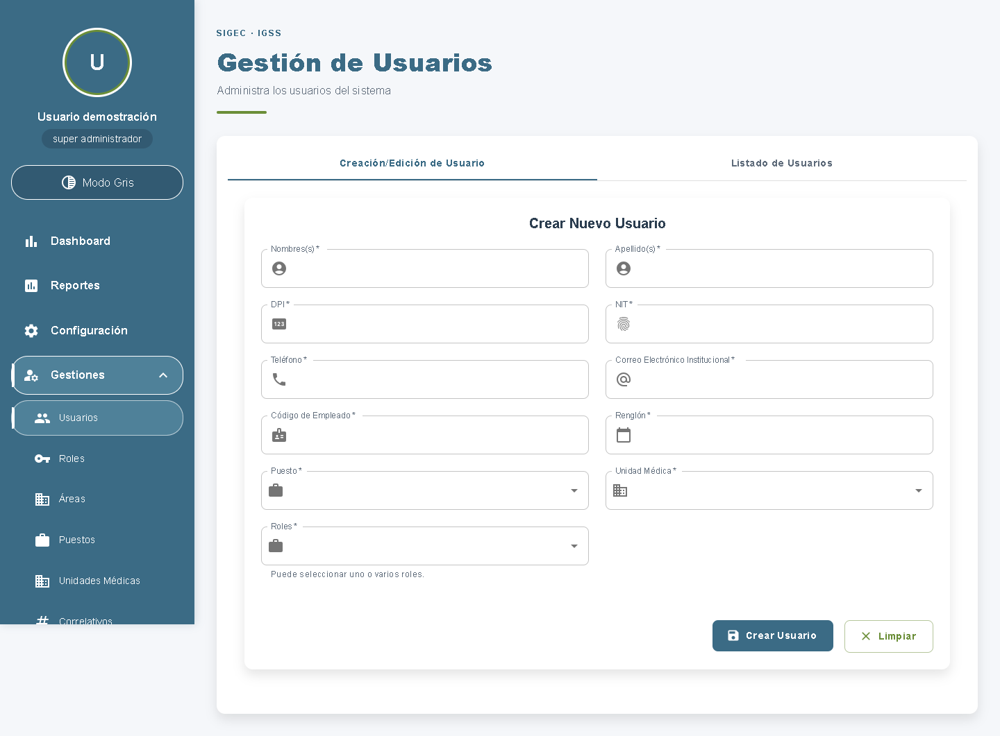 U
Usuario demostración
super administrador
Modo Gris
Dashboard
Reportes
Configuración
Gestiones
Usuarios
Roles
Áreas
Puestos
Unidades Médicas
Correlativos
SIGEC · IGSS
Gestión de Usuarios
Administra los usuarios del sistema
Creación/Edición de Usuario
Listado de Usuarios
Crear Nuevo Usuario
Nombres(s) *
Apellido(s) *
DPI *
123
NIT *
Teléfono *
Correo Electrónico Institucional *
Código de Empleado *
Renglón *
Puesto *
Unidad Médica *
Roles *
Puede seleccionar uno o varios roles.
Crear Usuario
Limpiar